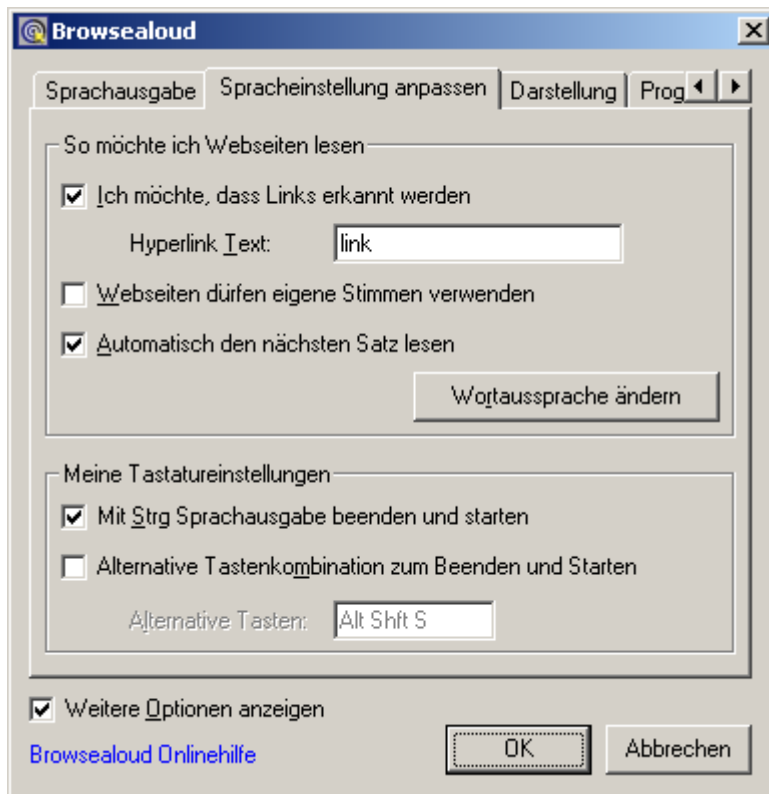 Browsealoud
Sprachausgabe Spracheinstellung anpassen Darstellung Prog
So möchte ich Webseiten lesen
Ich möchte, dass Links erkannt werden
Hyperlink Text: link
Webseiten dürfen eigene Stimmen verwenden
Automatisch den nächsten Satz lesen
Wortaussprache ändern
Meine Tastatureinstellungen
Mit Strg Sprachausgabe beenden und starten
Alternative Tastenkombination zum Beenden und Starten
Alternative Tasten: Alt Shft S
Weitere Optionen anzeigen
Browsealoud Onlinehilfe OK Abbrechen